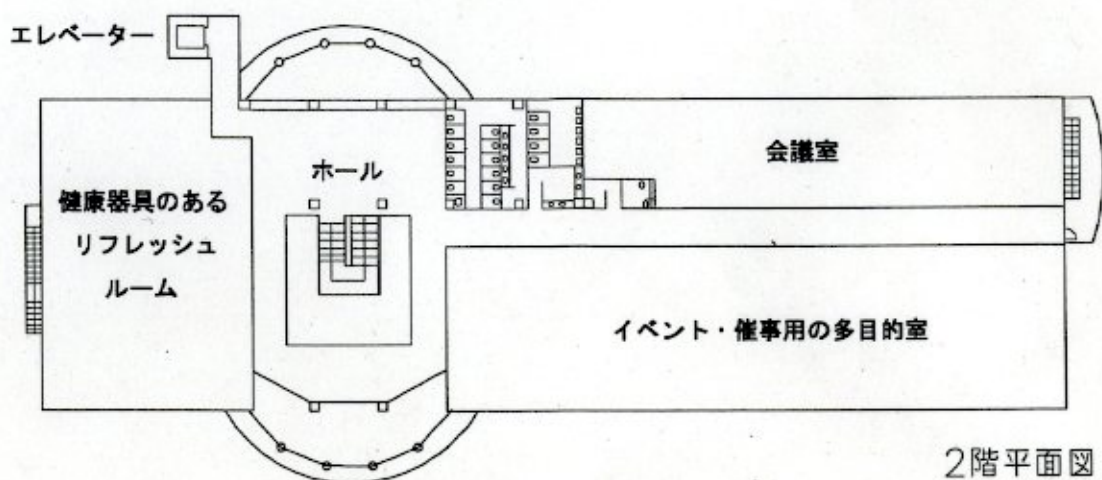 エレベーター
ホール
会議室
健康器具のある
リフレッシュ
ルーム
イベント・催事用の多目的室
2階平面図